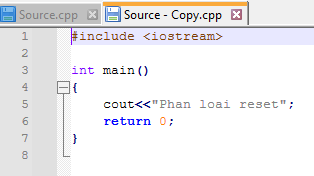 Source.cpp Source - Copy.cpp
1 #include <iostream>
2
3 int main()
4 {
5 cout<<"Phan loai reset";
6 return 0;
7 }
8